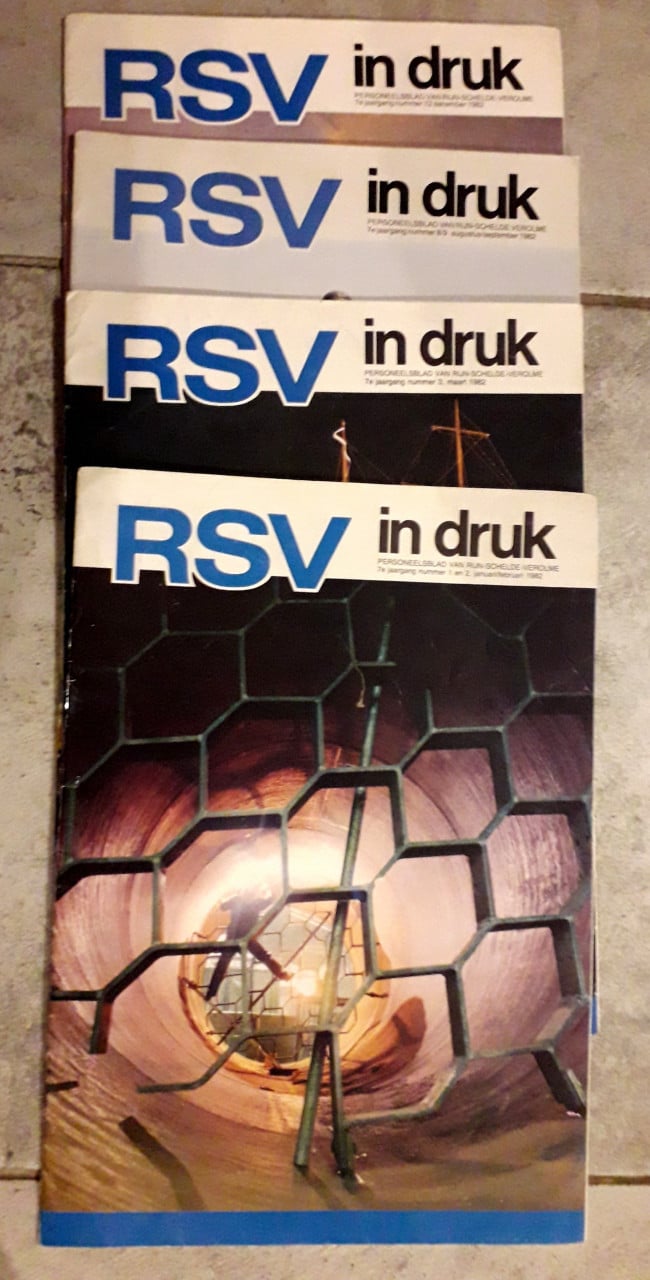 RSV in druk
PERSONEELSBLAD VAN RIJN-SCHELDE-VEROLME
7e jaargang nummer 12 december 1982
RSV in druk
PERSONEELSBLAD VAN RIJN-SCHELDE-VEROLME
7e jaargang nummer 8/9 augustus/september 1982
RSV in druk
PERSONEELSBLAD VAN RIJN-SCHELDE-VEROLME
7e jaargang nummer 3, maart 1982
RSV in druk
PERSONEELSBLAD VAN RIJN-SCHELDE-VEROLME
7e jaargang nummer 1 en 2, januari/februari 1982